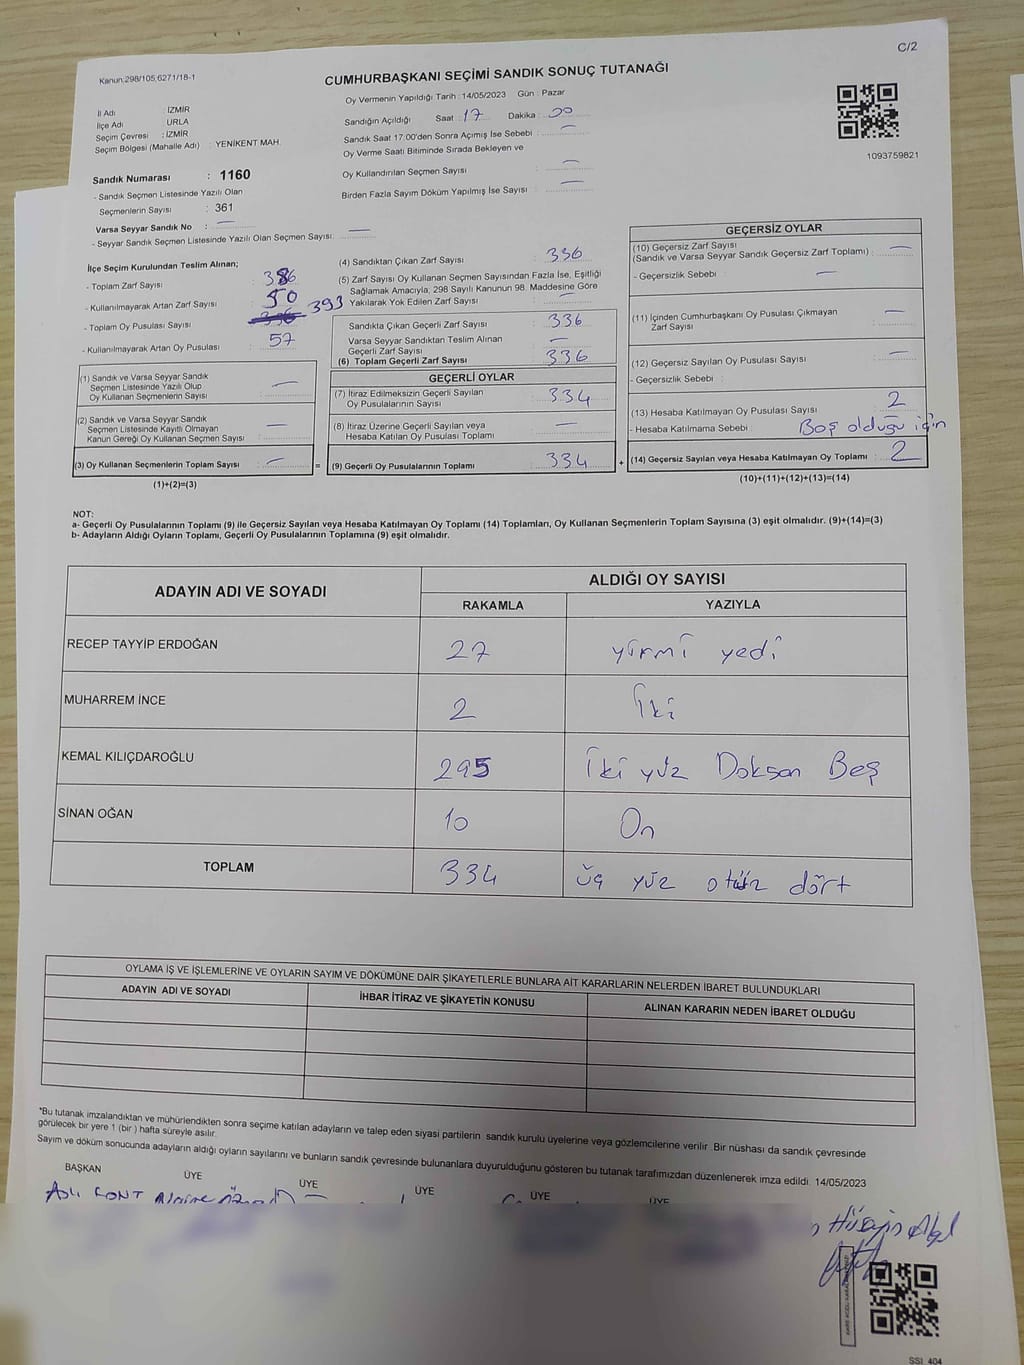 C/2
Kanun:298/105,6271/18-1
CUMHURBAŞKANI SEÇİMİ SANDIK SONUÇ TUTANAĞI
İl Adı : İZMİR
İlçe Adı : URLA
Seçim Çevresi : İZMİR
Seçim Bölgesi (Mahalle Adı) : YENİKENT MAH.
Oy Vermenin Yapıldığı Tarih : 14/05/2023 Gün : Pazar
Sandığın Açıldığı Saat : 17 Dakika : 00
Sandık Saat 17:00'den Sonra Açımış İse Sebebi : —
Oy Verme Saati Bitiminde Sırada Bekleyen ve
Oy Kullandırılan Seçmen Sayısı : —
Birden Fazla Sayım Döküm Yapılmış İse Sayısı : —
1093759821
Sandık Numarası : 1160
- Sandık Seçmen Listesinde Yazılı Olan
Seçmenlerin Sayısı : 361
Varsa Seyyar Sandık No : —
- Seyyar Sandık Seçmen Listesinde Yazılı Olan Seçmen Sayısı: —
İlçe Seçim Kurulundan Teslim Alınan;
- Toplam Zarf Sayısı : 386
- Kullanılmayarak Artan Zarf Sayısı : 50
- Toplam Oy Pusulası Sayısı : 393
- Kullanılmayarak Artan Oy Pusulası : 57
(1) Sandık ve Varsa Seyyar Sandık
Seçmen Listesinde Yazılı Olup
Oy Kullanan Seçmenlerin Sayısı : —
(2) Sandık ve Varsa Seyyar Sandık
Seçmen Listesinde Kayıtlı Olmayan
Kanun Gereği Oy Kullanan Seçmen Sayısı : —
(3) Oy Kullanan Seçmenlerin Toplam Sayısı : — =
(1)+(2)=(3)
(4) Sandıktan Çıkan Zarf Sayısı : 336
(5) Zarf Sayısı Oy Kullanan Seçmen Sayısından Fazla İse, Eşitliği
Sağlamak Amacıyla; 298 Sayılı Kanunun 98. Maddesine Göre
Yakılarak Yok Edilen Zarf Sayısı : —
Sandıkta Çıkan Geçerli Zarf Sayısı : 336
Varsa Seyyar Sandıktan Teslim Alınan
Geçerli Zarf Sayısı : —
(6) Toplam Geçerli Zarf Sayısı : 336
GEÇERLİ OYLAR
(7) İtiraz Edilmeksizin Geçerli Sayılan
Oy Pusulalarının Sayısı : 334
(8) İtiraz Üzerine Geçerli Sayılan veya
Hesaba Katılan Oy Pusulası Toplamı : —
(9) Geçerli Oy Pusulalarının Toplamı : 334 +
GEÇERSİZ OYLAR
(10) Geçersiz Zarf Sayısı
(Sandık ve Varsa Seyyar Sandık Geçersiz Zarf Toplamı) : —
- Geçersizlik Sebebi : —
(11) İçinden Cumhurbaşkanı Oy Pusulası Çıkmayan
Zarf Sayısı : —
(12) Geçersiz Sayılan Oy Pusulası Sayısı : —
- Geçersizlik Sebebi :
(13) Hesaba Katılmayan Oy Pusulası Sayısı : 2
- Hesaba Katılmama Sebebi : Boş olduğu için
(14) Geçersiz Sayılan veya Hesaba Katılmayan Oy Toplamı : 2
(10)+(11)+(12)+(13)=(14)
NOT:
a- Geçerli Oy Pusulalarının Toplamı (9) ile Geçersiz Sayılan veya Hesaba Katılmayan Oy Toplamı (14) Toplamları, Oy Kullanan Seçmenlerin Toplam Sayısına (3) eşit olmalıdır. (9)+(14)=(3)
b- Adayların Aldığı Oyların Toplamı, Geçerli Oy Pusulalarının Toplamına (9) eşit olmalıdır.
ADAYIN ADI VE SOYADI
ALDIĞI OY SAYISI
RAKAMLA YAZIYLA
RECEP TAYYİP ERDOĞAN 27 yirmi yedi
MUHARREM İNCE 2 İki
KEMAL KILIÇDAROĞLU 295 İki yüz Doksan Beş
SİNAN OĞAN 10 On
TOPLAM 334 üç yüz otuz dört
OYLAMA İŞ VE İŞLEMLERİNE VE OYLARIN SAYIM VE DÖKÜMÜNE DAİR ŞİKAYETLERLE BUNLARA AİT KARARLARIN NELERDEN İBARET BULUNDUKLARI
ADAYIN ADI VE SOYADI
İHBAR İTİRAZ VE ŞİKAYETİN KONUSU
ALINAN KARARIN NEDEN İBARET OLDUĞU
*Bu tutanak imzalandıktan ve mühürlendikten sonra seçime katılan adayların ve talep eden siyasi partilerin sandık kurulu üyelerine veya gözlemcilerine verilir. Bir nüshası da sandık çevresinde
görülecek bir yere 1 (bir) hafta süreyle asılır.
Sayım ve döküm sonucunda adayların aldığı oyların sayılarını ve bunların sandık çevresinde bulunanlara duyurulduğunu gösteren bu tutanak tarafımızdan düzenlenerek imza edildi. 14/05/2023
BAŞKAN ÜYE ÜYE ÜYE ÜYE ÜYE
Hüseyin
SSI: 404